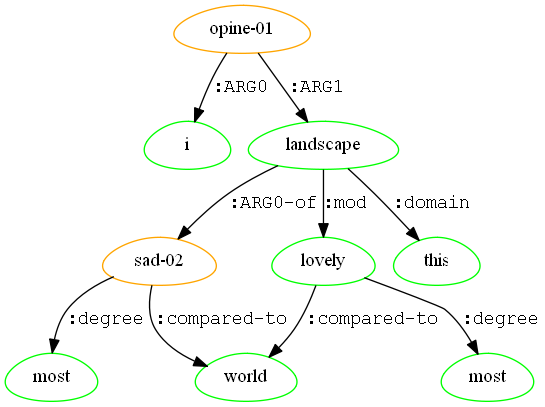 opine-01
:ARG0 :ARG1
i landscape
:ARG0-of :mod :domain
sad-02 lovely this
:degree :compared-to :compared-to :degree
most world most